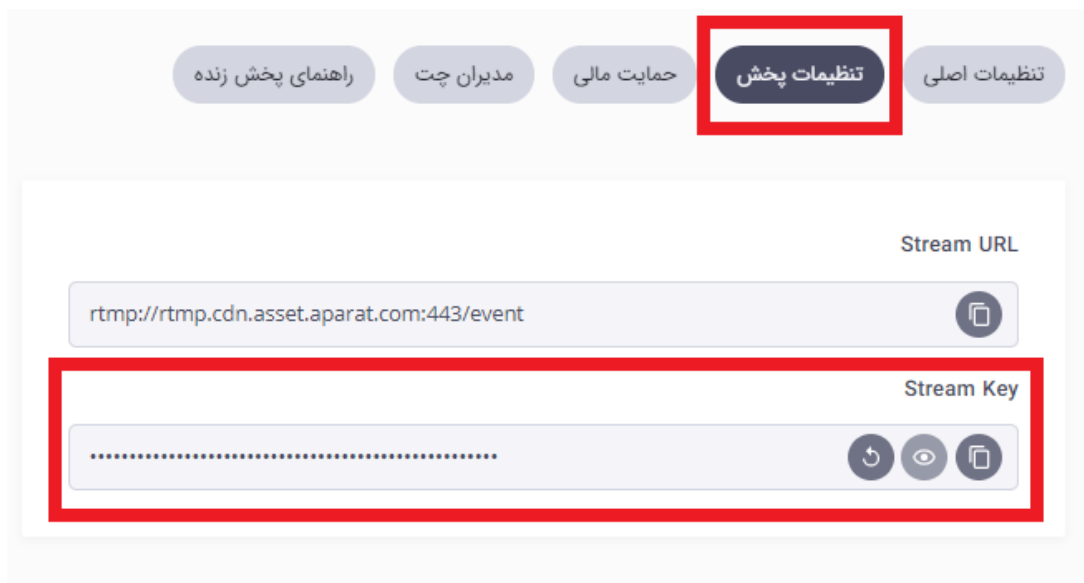 تنظیمات اصلی
تنظیمات پخش
حمایت مالی
مدیران چت
راهنمای پخش زنده
Stream URL
rtmp://rtmp.cdn.asset.aparat.com:443/event
Stream Key